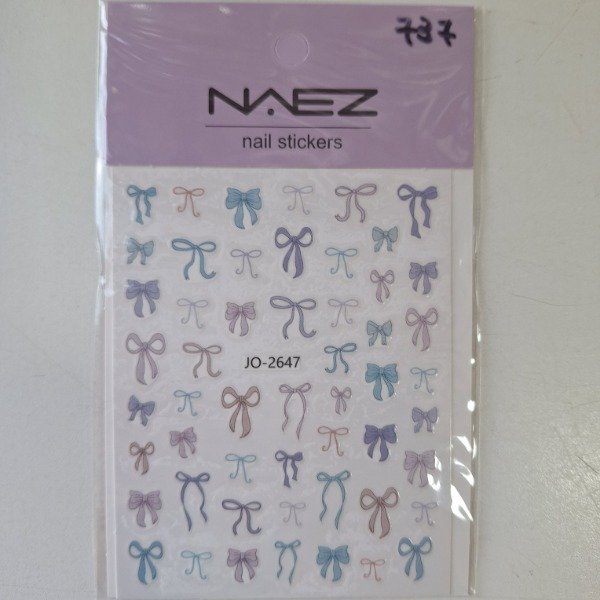 737
NAEZ
nail stickers
JO-2647